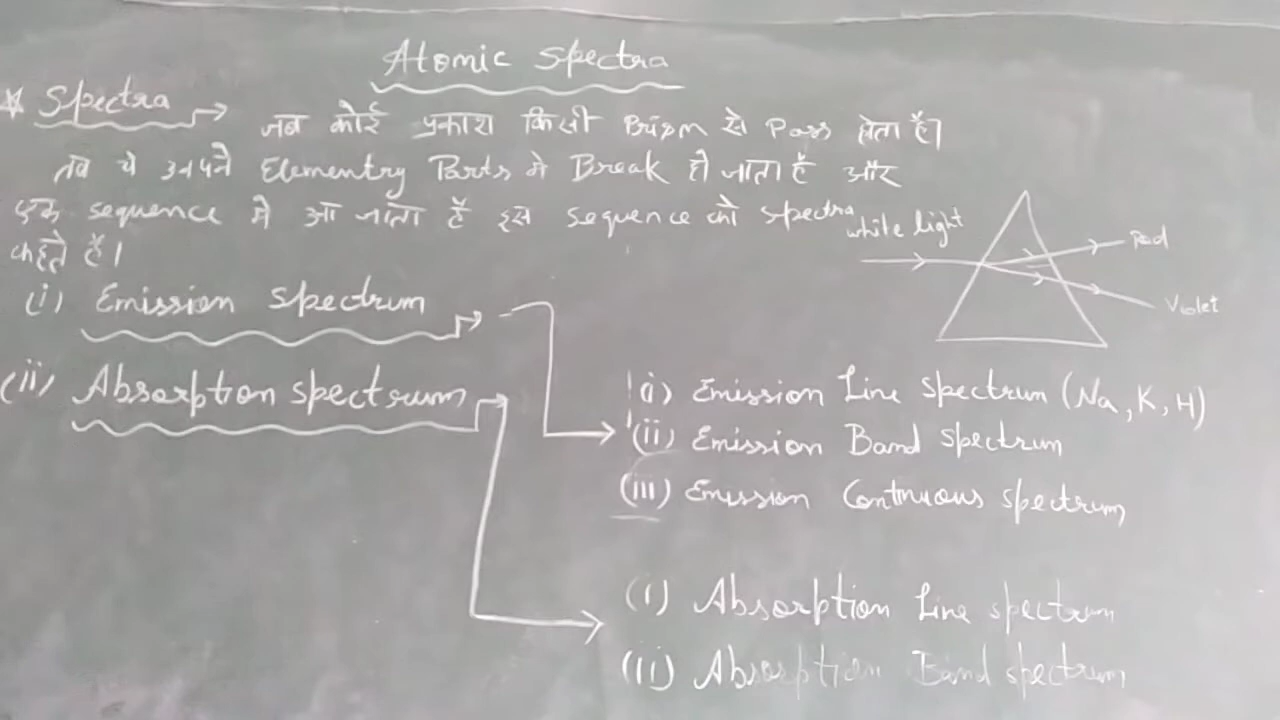 Atomic Spectra
* Spectra → जब कोई प्रकाश किसी Prizm से Pass होता हैं।
तब ये अपने Elementry Parts मे Break हो जाता हैं और
एक sequence मे आ जाता हैं इस sequence को spectra
कहते हैं।
white light
Red
Violet
(i) Emission spectrum
(ii) Absorption spectrum
(i) Emission Line spectrum (Na, K, H)
(ii) Emission Band spectrum
(iii) Emission Continuous spectrum
(i) Absorption Line spectrum
(ii) Absorption Band spectrum